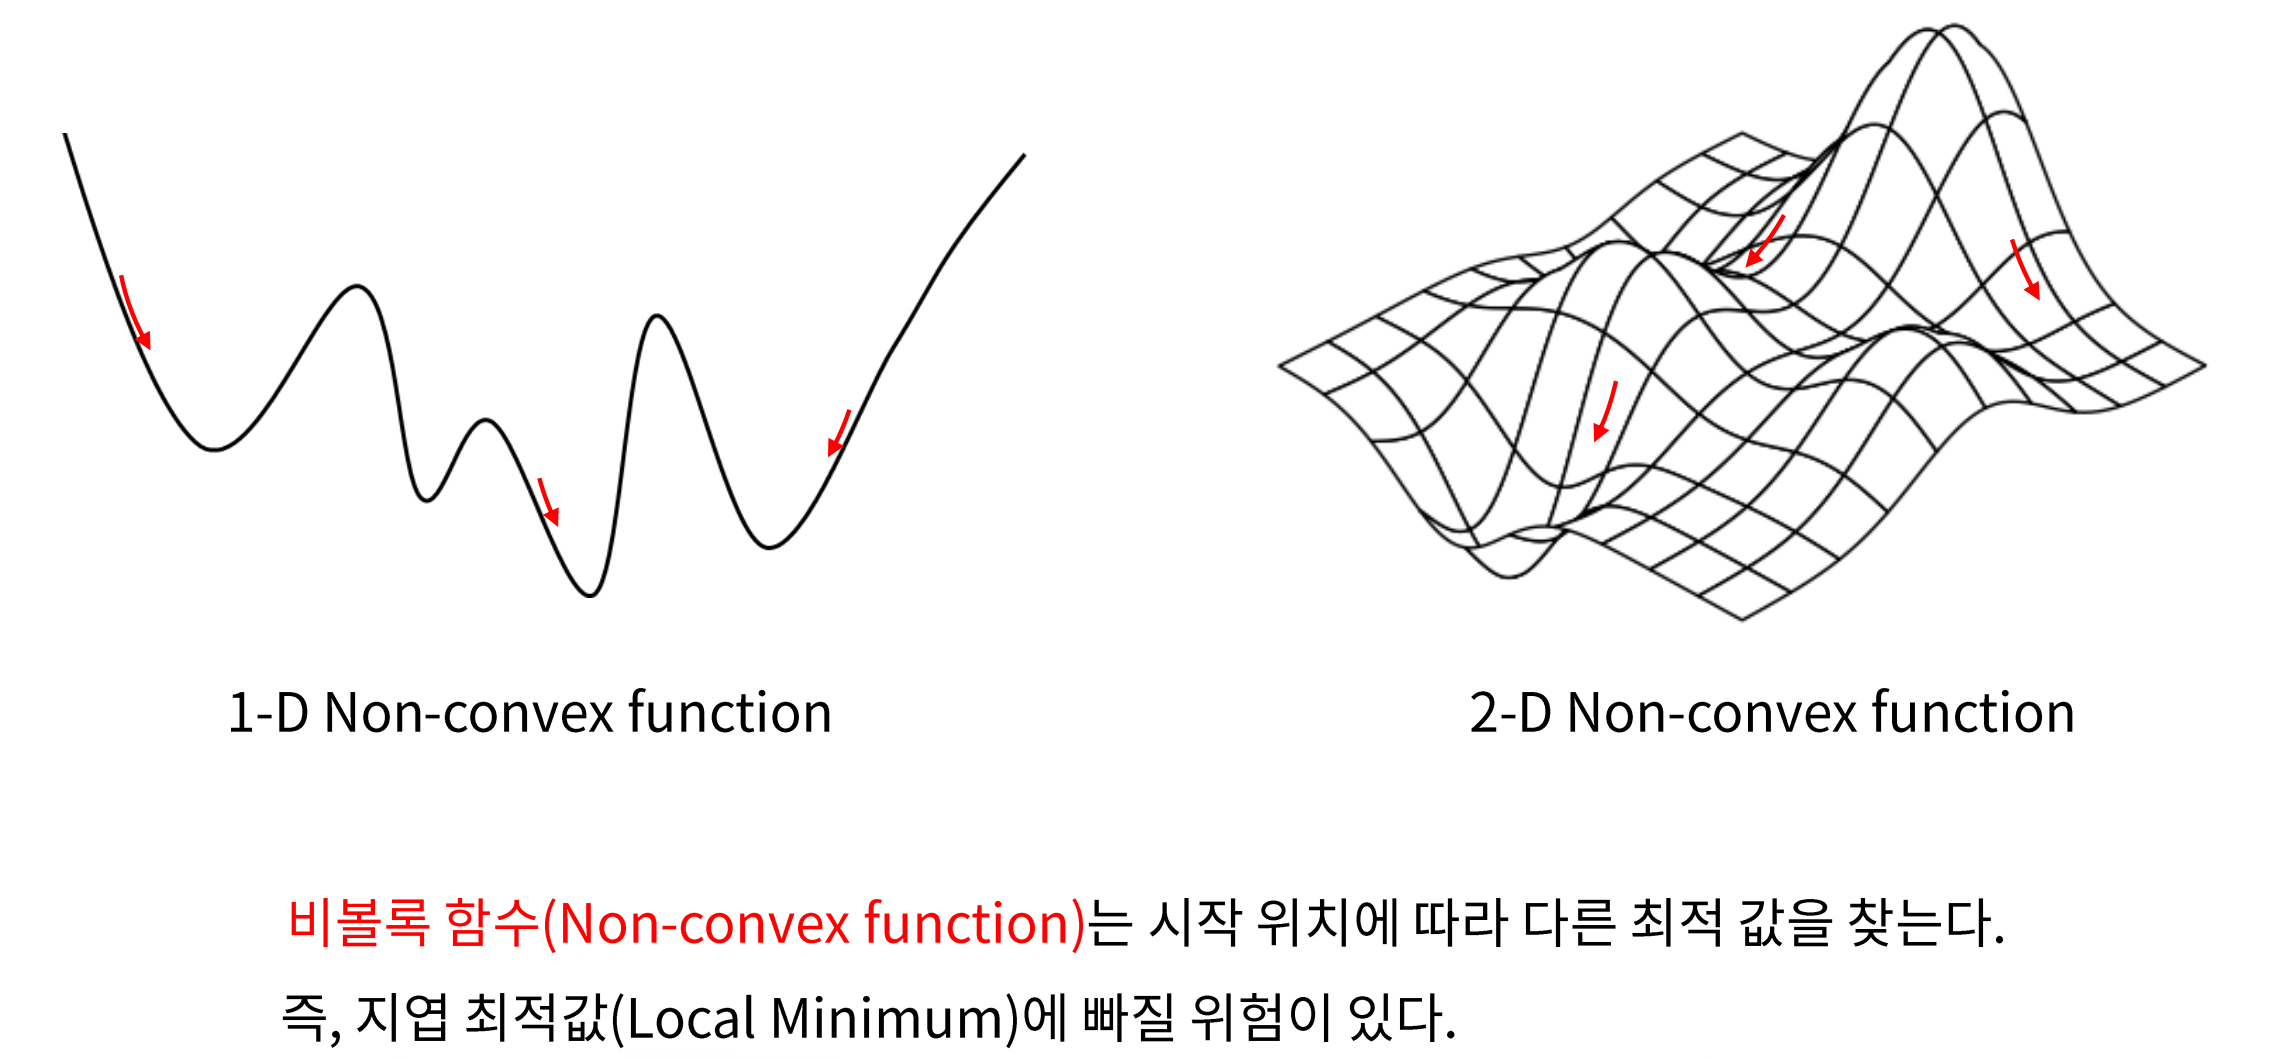 1-D Non-convex function
2-D Non-convex function
비볼록 함수(Non-convex function)는 시작 위치에 따라 다른 최적 값을 찾는다.
즉, 지엽 최적값(Local Minimum)에 빠질 위험이 있다.